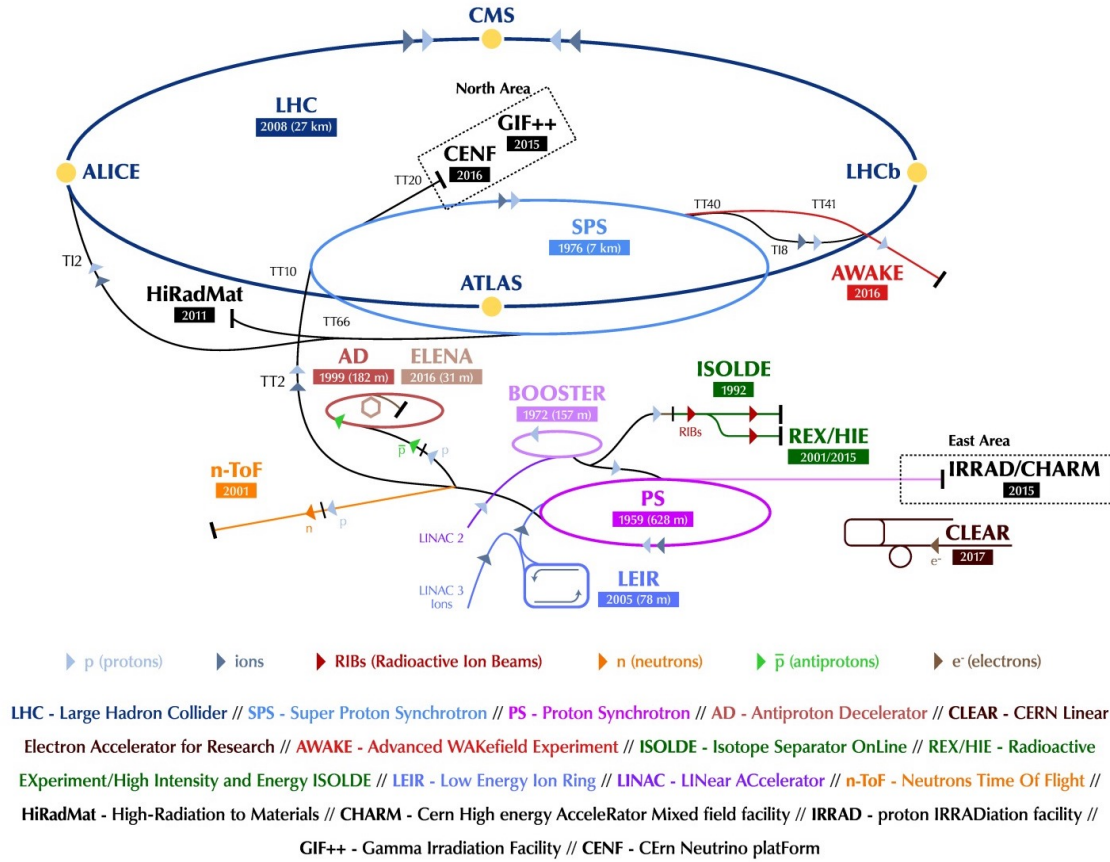 CMS
North Area
LHC
2008 (27 km)
GIF++
2015
CENF
2016
ALICE
LHCb
TT20
TT40
TT41
SPS
1976 (7 km)
TI2
TT10
TI8
AWAKE
2016
ATLAS
HiRadMat
2011
TT66
AD
1999 (182 m)
ELENA
2016 (31 m)
TT2
ISOLDE
1992
BOOSTER
1972 (157 m)
RIBs
REX/HIE
2001/2015
East Area
p̅
p
n-ToF
2001
IRRAD/CHARM
2015
PS
1959 (628 m)
n
p
LINAC 2
CLEAR
2017
e-
LINAC 3
Ions
LEIR
2005 (78 m)
p (protons)
ions
RIBs (Radioactive Ion Beams)
n (neutrons)
p̅ (antiprotons)
e- (electrons)
LHC - Large Hadron Collider // SPS - Super Proton Synchrotron // PS - Proton Synchrotron // AD - Antiproton Decelerator // CLEAR - CERN Linear
Electron Accelerator for Research // AWAKE - Advanced WAKefield Experiment // ISOLDE - Isotope Separator OnLine // REX/HIE - Radioactive
EXperiment/High Intensity and Energy ISOLDE // LEIR - Low Energy Ion Ring // LINAC - LINear ACcelerator // n-ToF - Neutrons Time Of Flight //
HiRadMat - High-Radiation to Materials // CHARM - Cern High energy AcceleRator Mixed field facility // IRRAD - proton IRRADiation facility //
GIF++ - Gamma Irradiation Facility // CENF - CErn Neutrino platForm